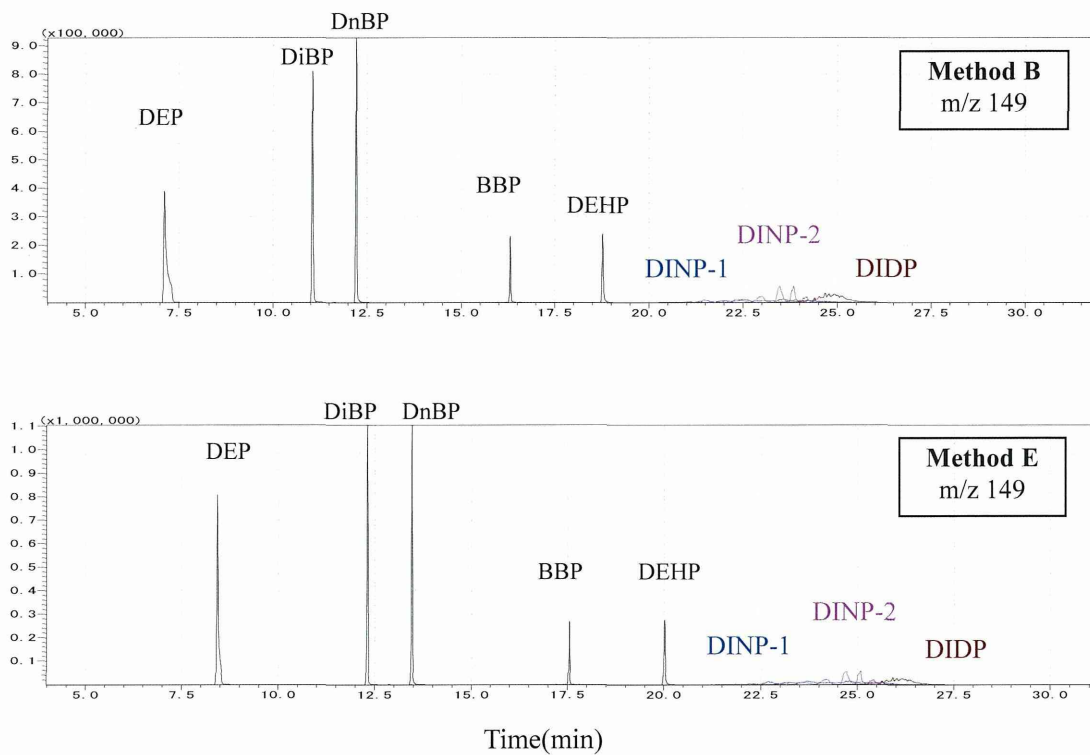 DnBP
(×100,000)
DiBP
9.0
8.0
7.0
6.0
5.0
4.0
3.0
2.0
1.0
DEP
BBP
DEHP
DINP-1
DINP-2
DIDP
Method B
m/z 149
5.0 7.5 10.0 12.5 15.0 17.5 20.0 22.5 25.0 27.5 30.0
DiBP DnBP
(×1,000,000)
1.1
1.0
0.9
0.8
0.7
0.6
0.5
0.4
0.3
0.2
0.1
DEP
BBP
DEHP
DINP-1
DINP-2
DIDP
Method E
m/z 149
5.0 7.5 10.0 12.5 15.0 17.5 20.0 22.5 25.0 27.5 30.0
Time(min)